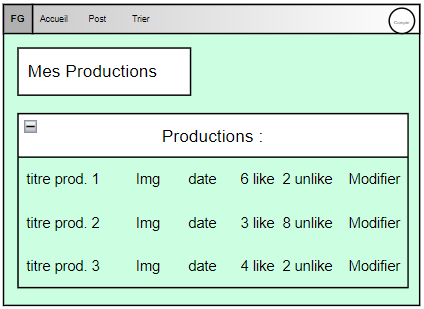 FG Accueil Post Trier Compte
Mes Productions
Productions :
titre prod. 1 Img date 6 like 2 unlike Modifier
titre prod. 2 Img date 3 like 8 unlike Modifier
titre prod. 3 Img date 4 like 2 unlike Modifier